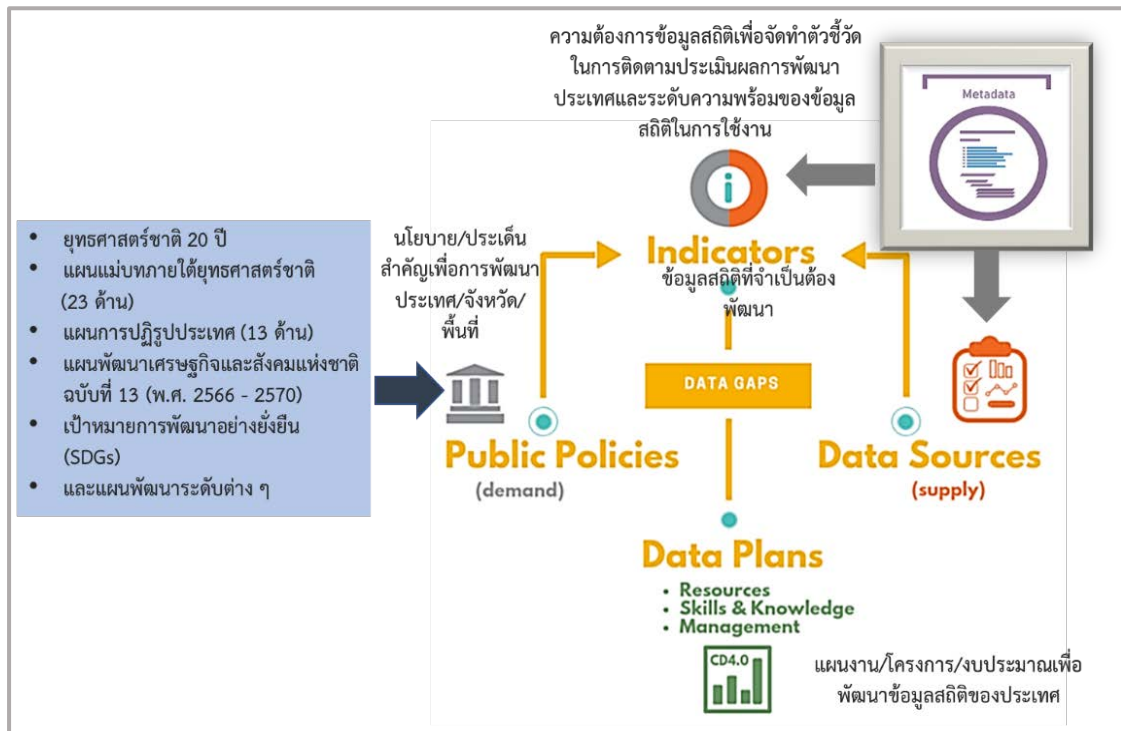 ความต้องการข้อมูลสถิติเพื่อจัดทำตัวชี้วัด
ในการติดตามประเมินผลการพัฒนา
ประเทศและระดับความพร้อมของข้อมูล
สถิติในการใช้งาน
Metadata
i
• ยุทธศาสตร์ชาติ 20 ปี
• แผนแม่บทภายใต้ยุทธศาสตร์ชาติ
(23 ด้าน)
• แผนการปฏิรูปประเทศ (13 ด้าน)
• แผนพัฒนาเศรษฐกิจและสังคมแห่งชาติ
ฉบับที่ 13 (พ.ศ. 2566 - 2570)
• เป้าหมายการพัฒนาอย่างยั่งยืน
(SDGs)
• และแผนพัฒนาระดับต่าง ๆ
นโยบาย/ประเด็น
สำคัญเพื่อการพัฒนา
ประเทศ/จังหวัด/
พื้นที่
Indicators
ข้อมูลสถิติที่จำเป็นต้อง
พัฒนา
DATA GAPS
Public Policies
(demand)
Data Sources
(supply)
Data Plans
• Resources
• Skills & Knowledge
• Management
CD4.0
แผนงาน/โครงการ/งบประมาณเพื่อ
พัฒนาข้อมูลสถิติของประเทศ